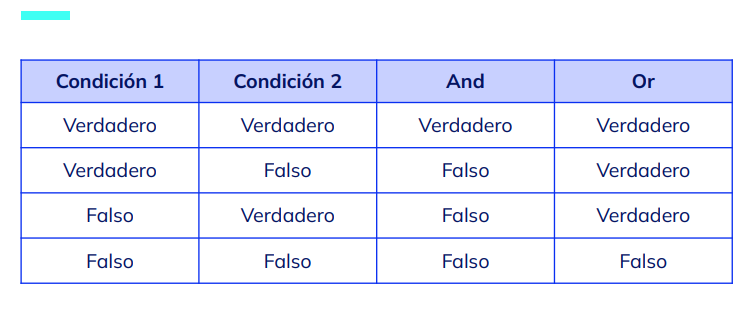 Condición 1 Condición 2 And Or
Verdadero Verdadero Verdadero Verdadero
Verdadero Falso Falso Verdadero
Falso Verdadero Falso Verdadero
Falso Falso Falso Falso